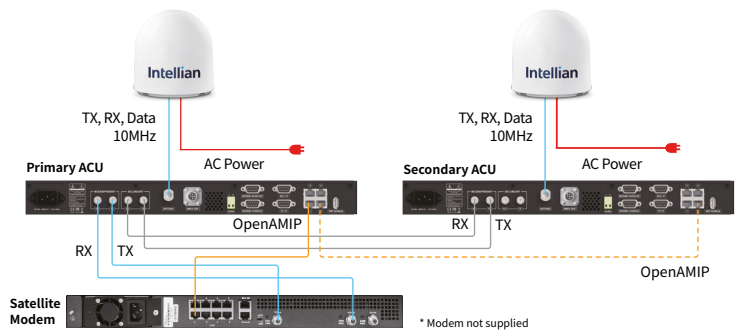 Intellian
Intellian
TX, RX, Data
10MHz
TX, RX, Data
10MHz
AC Power
AC Power
Primary ACU
Secondary ACU
OpenAMIP
RX
TX
RX
TX
OpenAMIP
Satellite
Modem
* Modem not supplied